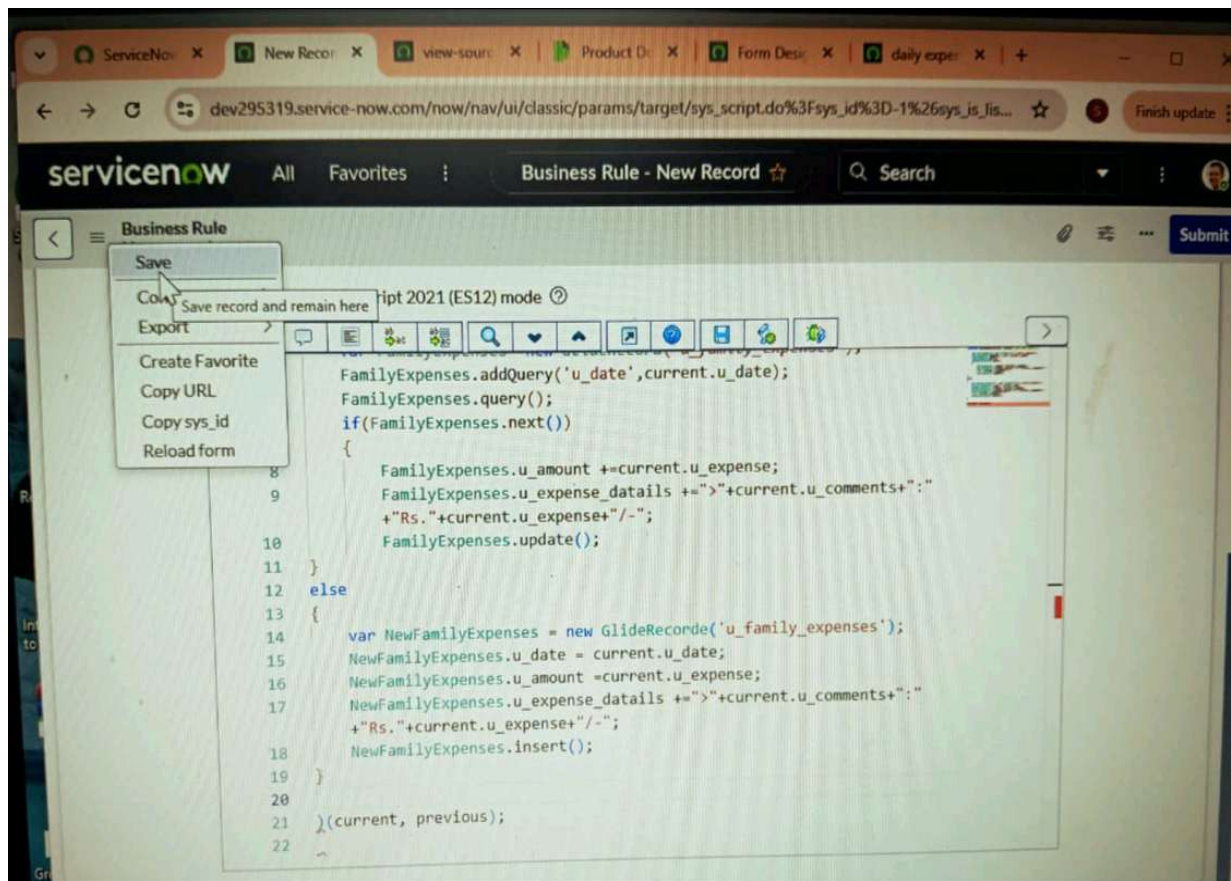 ServiceNo
New Recor
view-sourc
Product D
Form Desi
daily expe
dev295319.service-now.com/now/nav/ui/classic/params/target/sys_script.do%3Fsys_id%3D-1%26sys_is_lis...
Finish update
servicenow
All
Favorites
Business Rule - New Record
Search
Business Rule
Submit
Save
Save record and remain here
ript 2021 (ES12) mode
Export
Create Favorite
Copy URL
Copy sys_id
Reload form
FamilyExpenses.addQuery('u_date',current.u_date);
FamilyExpenses.query();
if(FamilyExpenses.next())
{
8 FamilyExpenses.u_amount +=current.u_expense;
9 FamilyExpenses.u_expense_datails +=">"+current.u_comments+":"
+"Rs."+current.u_expense+"/-";
10 FamilyExpenses.update();
11 }
12 else
13 {
14 var NewFamilyExpenses = new GlideRecorde('u_family_expenses');
15 NewFamilyExpenses.u_date = current.u_date;
16 NewFamilyExpenses.u_amount =current.u_expense;
17 NewFamilyExpenses.u_expense_datails +=">"+current.u_comments+":"
+"Rs."+current.u_expense+"/-";
18 NewFamilyExpenses.insert();
19 }
20
21 )(current, previous);
22